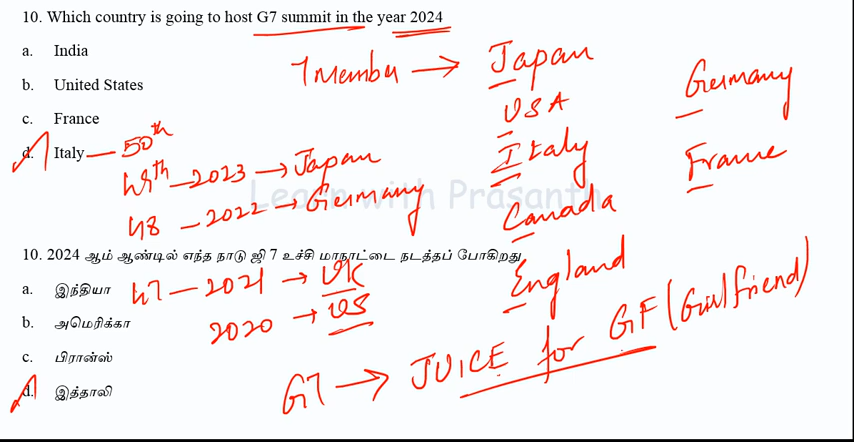 10. Which country is going to host G7 summit in the year 2024
a. India
b. United States
c. France
d. Italy — 50th
49th – 2023 → Japan
48 – 2022 → Germany
7 Member → Japan
USA
Italy
Canada
England
Germany
France
Learn with Prasanth
10. 2024 ஆம் ஆண்டில் எந்த நாடு ஜி 7 உச்சி மாநாட்டை நடத்தப் போகிறது
a. இந்தியா
b. அமெரிக்கா
c. பிரான்ஸ்
d. இத்தாலி
47 – 2021 → UK
2020 → US
G7 → JUICE for GF (Girlfriend)